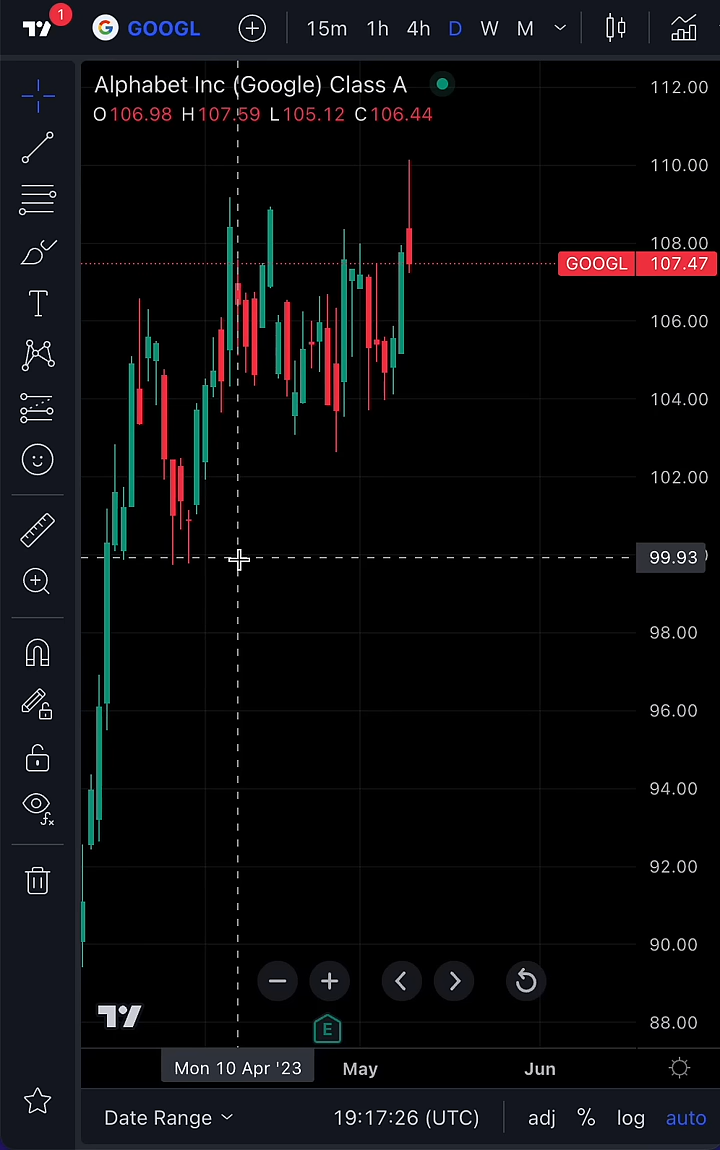 1
GOOGL 15m 1h 4h D W M
Alphabet Inc (Google) Class A
O106.98 H107.59 L105.12 C106.44
112.00
110.00
108.00
GOOGL 107.47
106.00
104.00
102.00
99.93
98.00
96.00
94.00
92.00
90.00
88.00
E
Mon 10 Apr '23 May Jun
Date Range 19:17:26 (UTC) adj % log auto